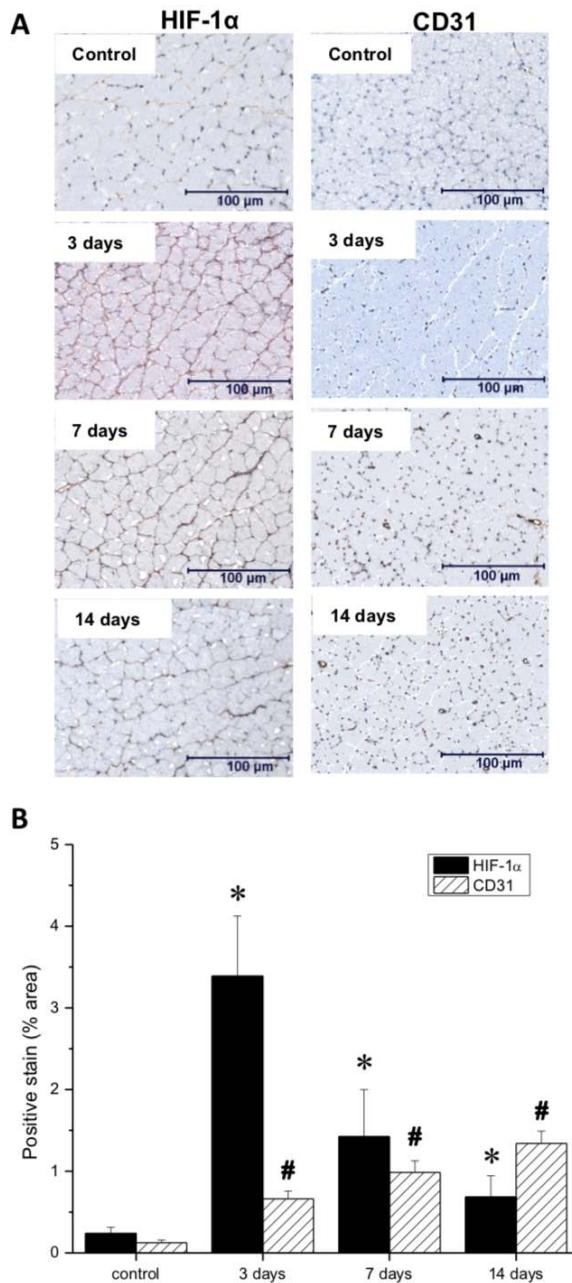 A
HIF-1α
CD31
Control
Control
100 µm
100 µm
3 days
3 days
100 µm
100 µm
7 days
7 days
100 µm
100 µm
14 days
14 days
100 µm
100 µm
B
Positive stain (% area)
5
4
3
2
1
0
HIF-1α
CD31
*
#
*
#
*
#
control
3 days
7 days
14 days